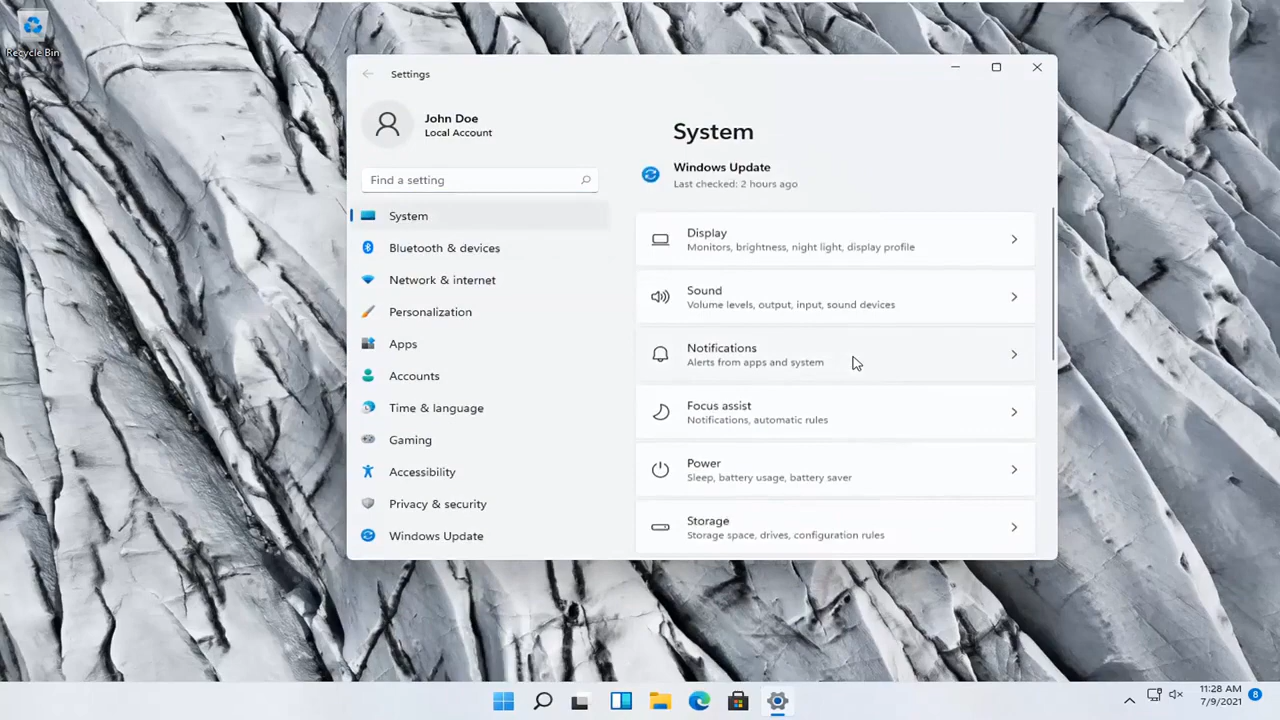 Recycle Bin
Settings
John Doe
Local Account
Find a setting
System
Bluetooth & devices
Network & internet
Personalization
Apps
Accounts
Time & language
Gaming
Accessibility
Privacy & security
Windows Update
System
Windows Update
Last checked: 2 hours ago
Display
Monitors, brightness, night light, display profile
Sound
Volume levels, output, input, sound devices
Notifications
Alerts from apps and system
Focus assist
Notifications, automatic rules
Power
Sleep, battery usage, battery saver
Storage
Storage space, drives, configuration rules
11:28 AM
7/9/2021
8